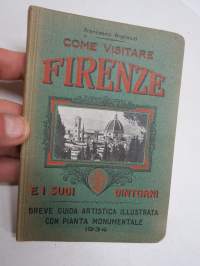 COME VISITARE
FIRENZE
E I SUOI DINTORNI
BREVE GUIDA ARTISTICA ILLUSTRATA
CON PIANTA MONUMENTALE
1934